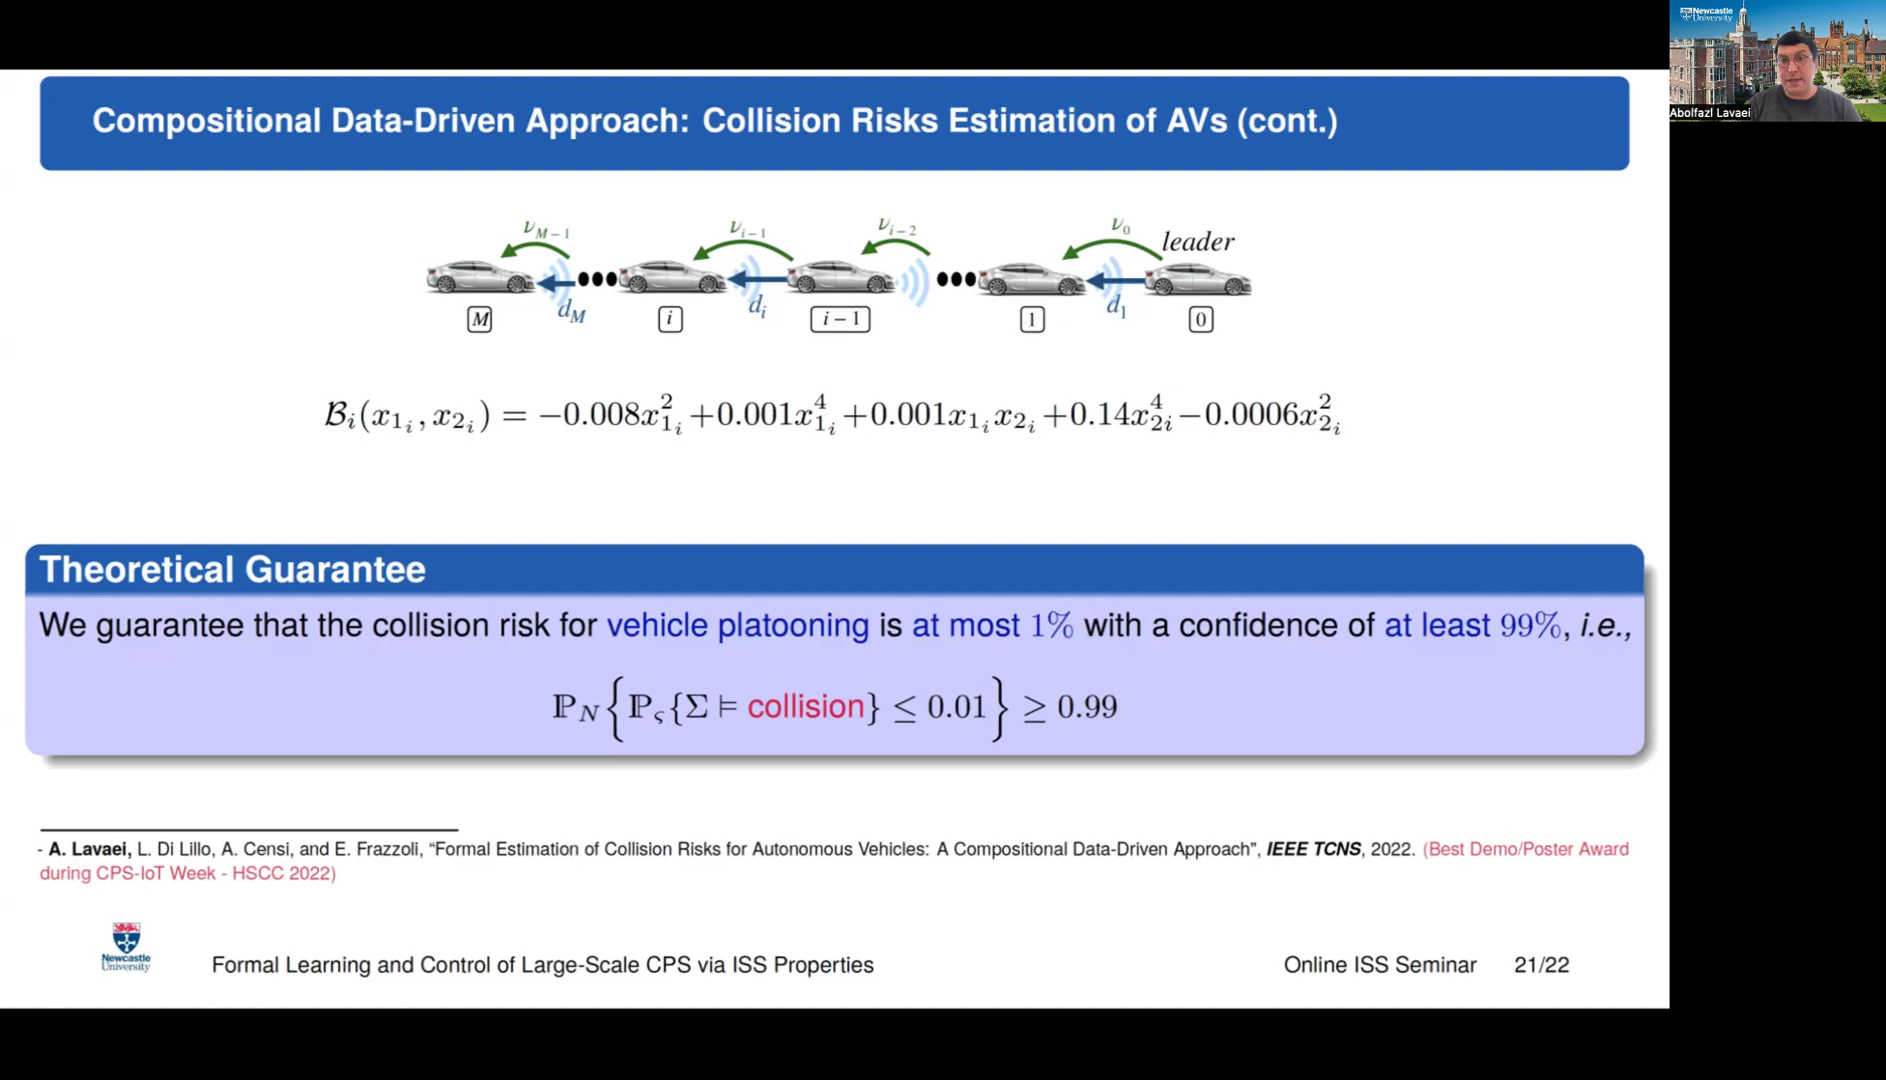 Newcastle
University
Abolfazl Lavaei
Compositional Data-Driven Approach: Collision Risks Estimation of AVs (cont.)
ν_{M−1} ν_{i−1} ν_{i−2} ν_0 leader
d_M d_i d_1
M i i − 1 1 0
ℬ_i(x_{1_i}, x_{2_i}) = −0.008x_{1_i}^2 +0.001x_{1_i}^4 +0.001x_{1_i}x_{2_i} +0.14x_{2i}^4 −0.0006x_{2_i}^2
Theoretical Guarantee
We guarantee that the collision risk for vehicle platooning is at most 1% with a confidence of at least 99%, i.e.,
ℙ_N{ℙ_ς{Σ ⊨ collision} ≤ 0.01} ≥ 0.99
- A. Lavaei, L. Di Lillo, A. Censi, and E. Frazzoli, “Formal Estimation of Collision Risks for Autonomous Vehicles: A Compositional Data-Driven Approach”, IEEE TCNS, 2022. (Best Demo/Poster Award
during CPS-IoT Week - HSCC 2022)
Newcastle
University
Formal Learning and Control of Large-Scale CPS via ISS Properties Online ISS Seminar 21/22